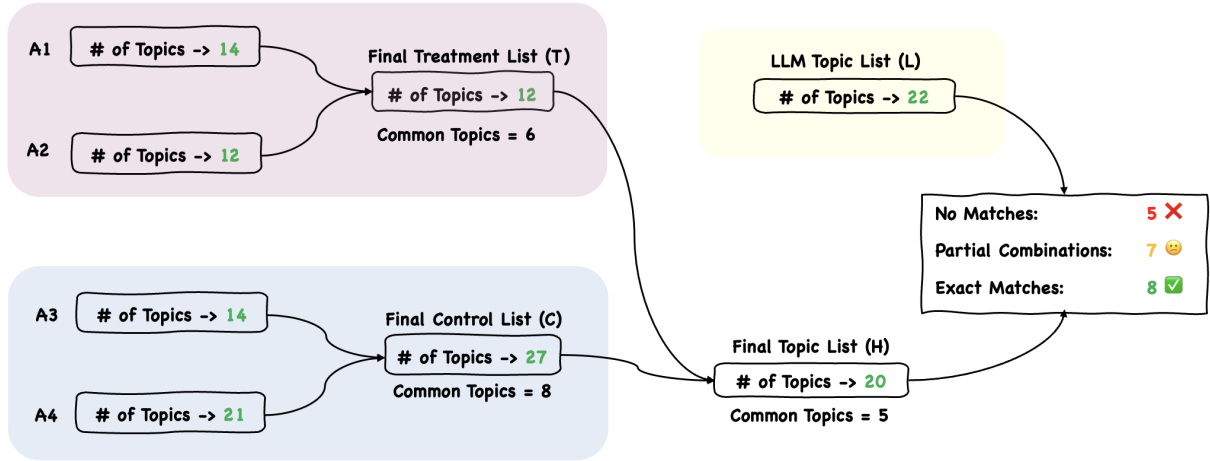 A1
# of Topics -> 14
A2
# of Topics -> 12
Final Treatment List (T)
# of Topics -> 12
Common Topics = 6
A3
# of Topics -> 14
A4
# of Topics -> 21
Final Control List (C)
# of Topics -> 27
Common Topics = 8
LLM Topic List (L)
# of Topics -> 22
No Matches: 5 ❌
Partial Combinations: 7 😕
Exact Matches: 8 ✅
Final Topic List (H)
# of Topics -> 20
Common Topics = 5